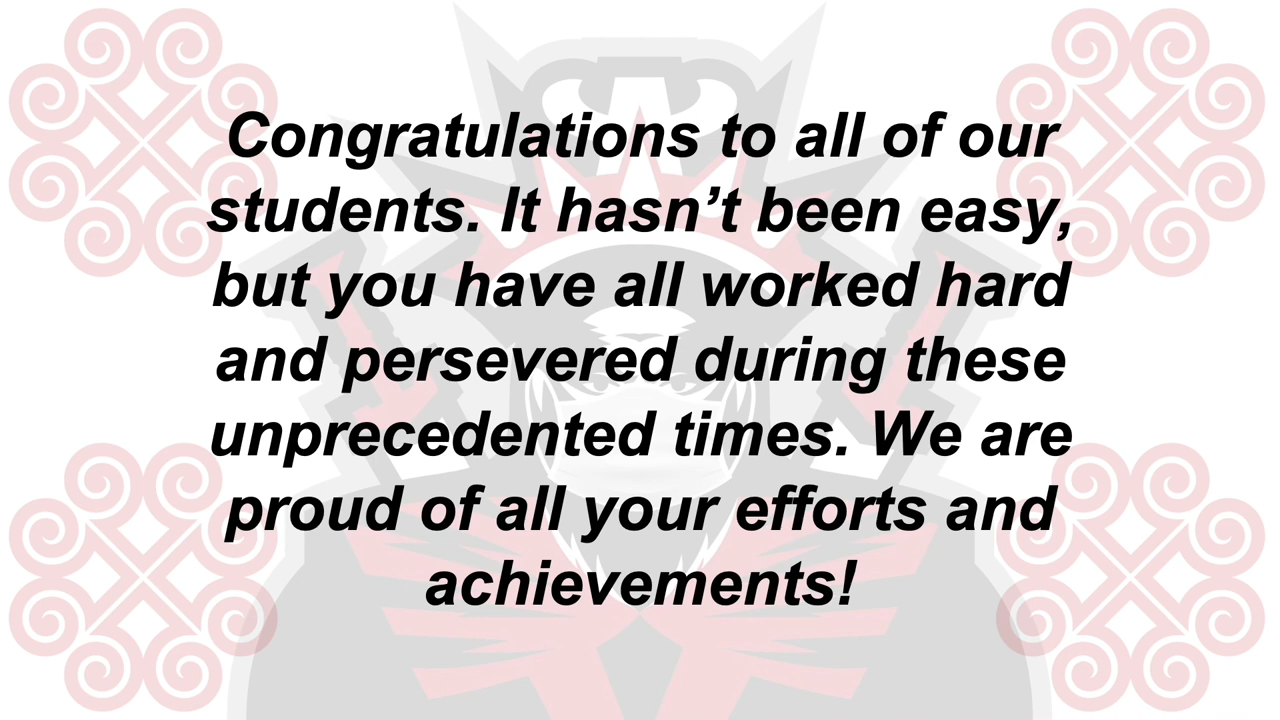 Congratulations to all of our
students. It hasn’t been easy,
but you have all worked hard
and persevered during these
unprecedented times. We are
proud of all your efforts and
achievements!